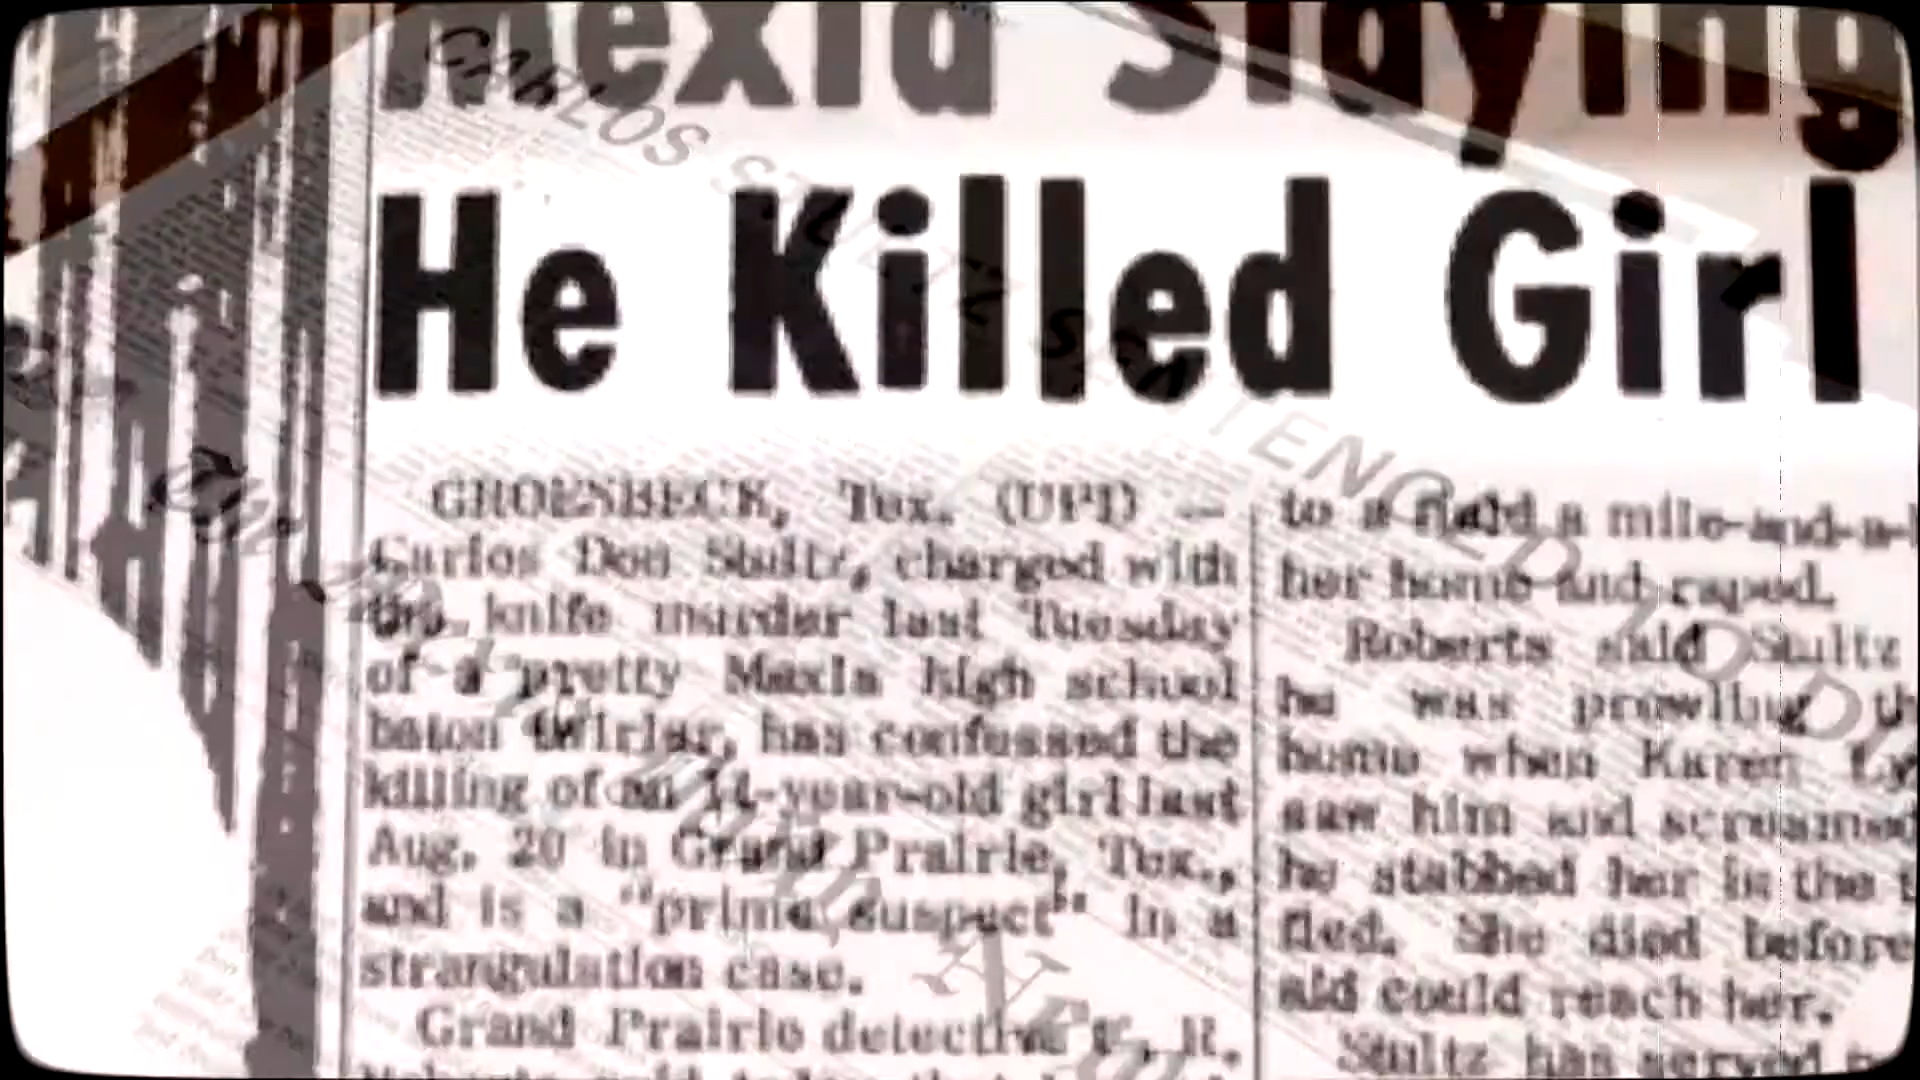 Mexia Slaying
He Killed Girl
GROESBECK, Tex. (UPI) —
Carlos Don Stultz, charged with
the knife murder last Tuesday
of a pretty Mexia high school
baton twirler, has confessed the
killing of an 11-year-old girl last
Aug. 20 in Grand Prairie, Tex.,
and is a "prime suspect" in a
strangulation case.
Grand Prairie detective R.
to a field a mile-and-a-
her home and raped.
Roberts said Stultz
he was prowling
home when Karen
saw him and screamed
he stabbed her in the
fled. She died before
aid could reach her.
Stultz has served
CARLOS STULTZ SENTENCED TO